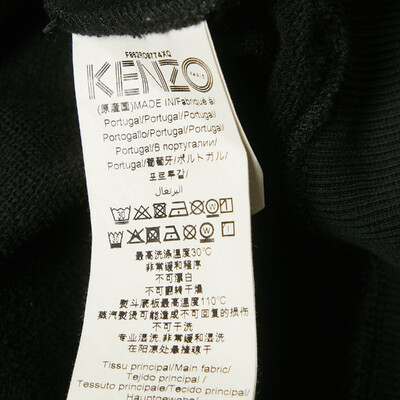 F862RO8774XG
KENZO
PARIS
(原産国)MADE IN/Fabriqué a/
Portugal/Portugal/Portugal/
Portogallo/Portugal/Portugal/
Portugal/В португалии/
Portugal/葡萄牙/ポルトガル/
포르투갈/
البرتغال/
最高洗涤温度30℃
非常缓和程序
不可漂白
不可翻转干燥
熨斗底板最高温度110℃
蒸汽熨烫可能造成不可回复的损伤
不可干洗
专业湿洗 非常缓和湿洗
在阴凉处悬挂晾干
Tissu principal/Main fabric/
Tejido principal /
Tessuto principale/Tecido principal/
Hauptgewebe/